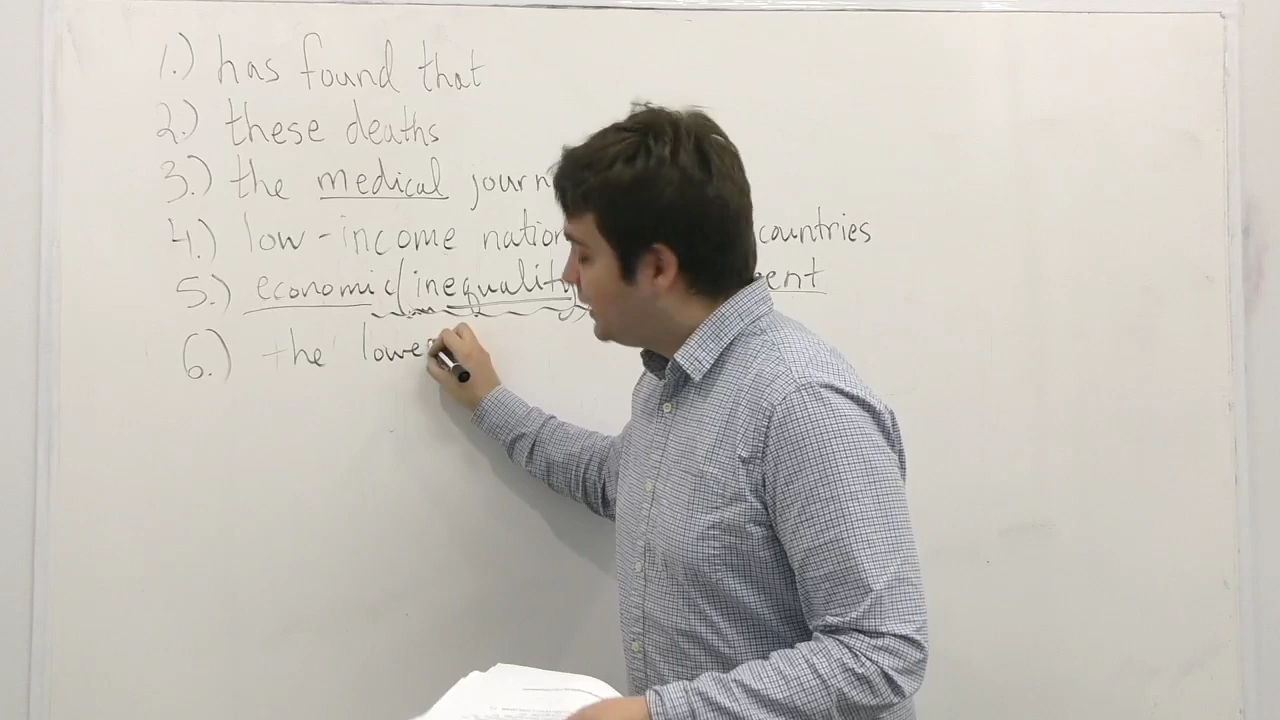 1.) has found that
2.) these deaths
3.) the medical journ
4.) low-income nation countries
5.) economic/inequality ent
6.) the lowe